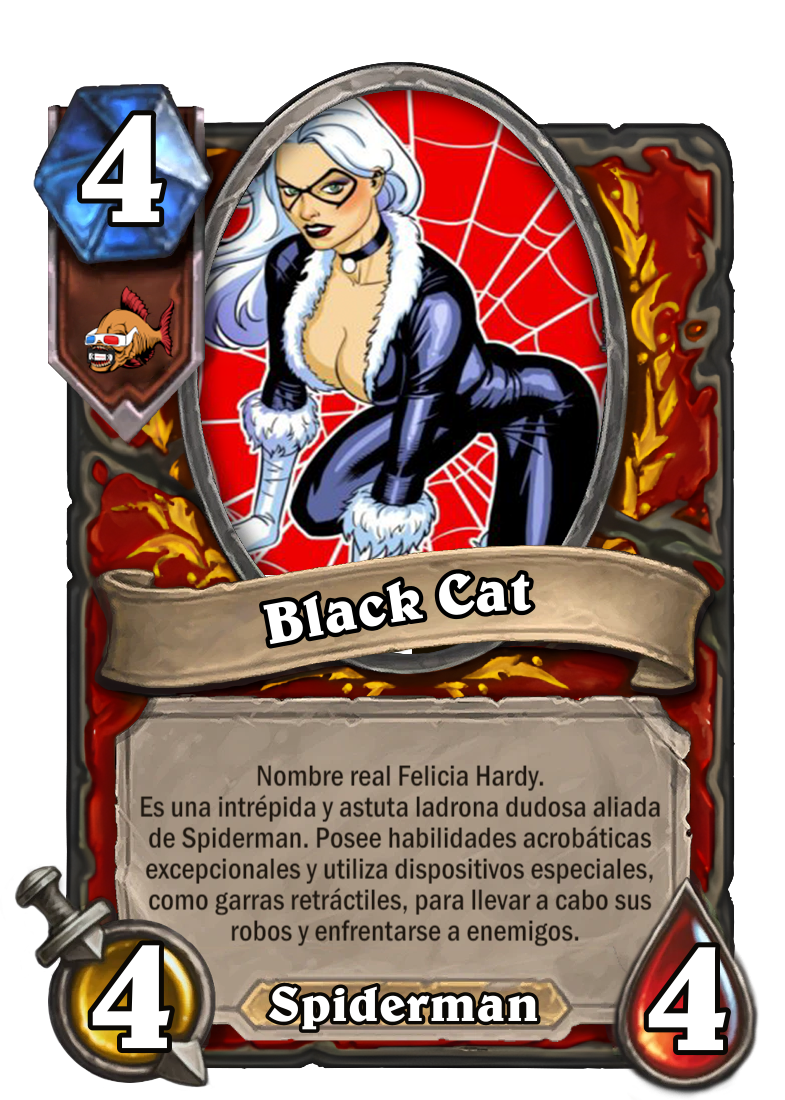 4
Black Cat
Nombre real Felicia Hardy.
Es una intrépida y astuta ladrona dudosa aliada
de Spiderman. Posee habilidades acrobáticas
excepcionales y utiliza dispositivos especiales,
como garras retráctiles, para llevar a cabo sus
robos y enfrentarse a enemigos.
4
Spiderman
4